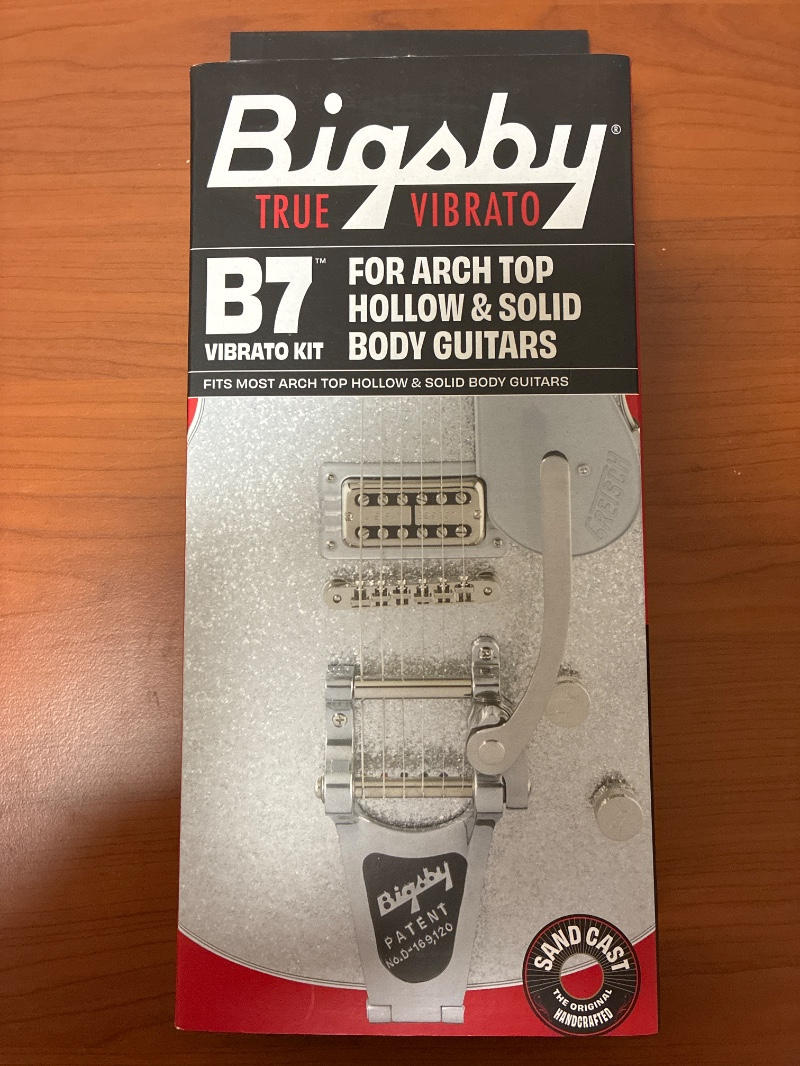 Bigsby®
TRUE VIBRATO
B7™
VIBRATO KIT
FOR ARCH TOP
HOLLOW & SOLID
BODY GUITARS
FITS MOST ARCH TOP HOLLOW & SOLID BODY GUITARS
GRETSCH
Bigsby
PATENT
No.D-169,120
SAND CAST
THE ORIGINAL
HANDCRAFTED